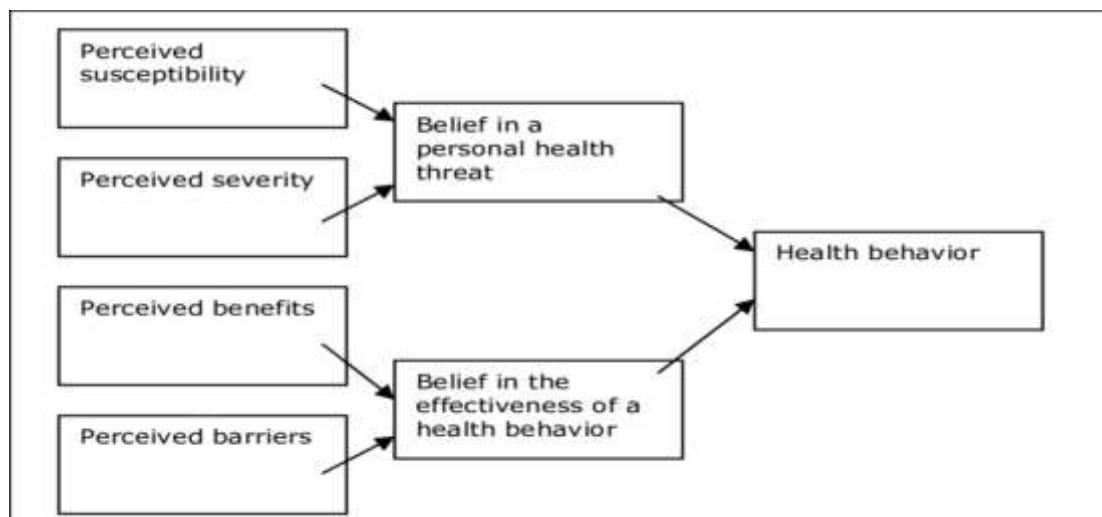 Perceived
susceptibility
Belief in a
personal health
threat
Perceived severity
Health behavior
Perceived benefits
Belief in the
effectiveness of a
health behavior
Perceived barriers